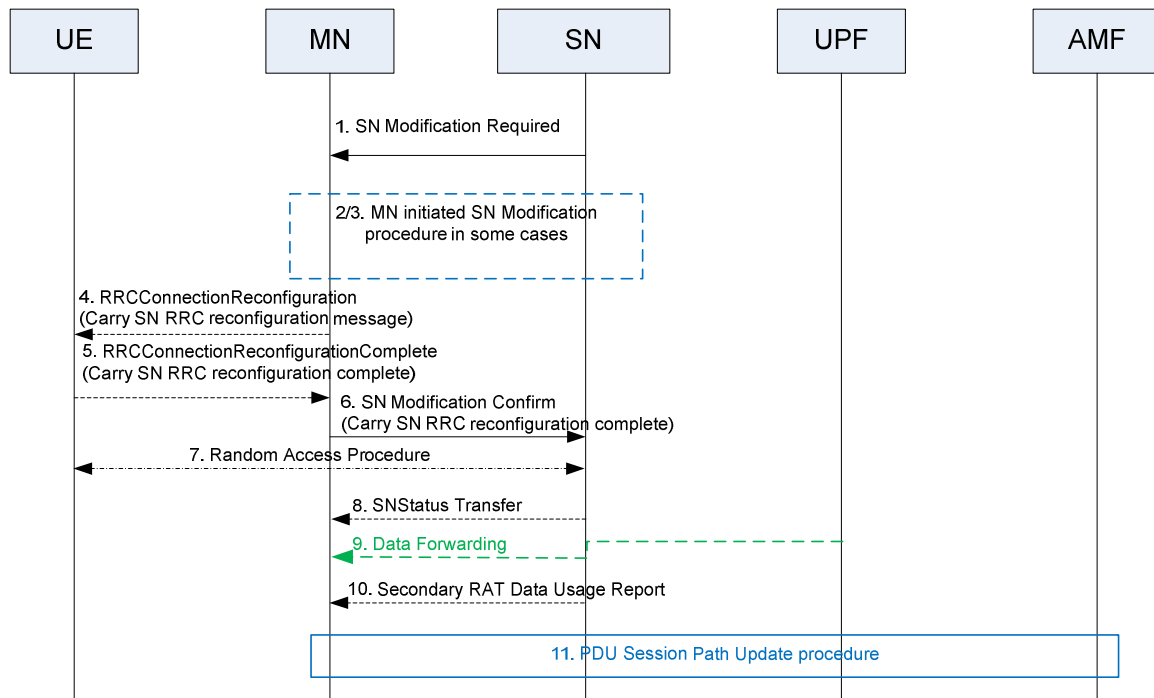 UE
MN
SN
UPF
AMF
1. SN Modification Required
2/3. MN initiated SN Modification
procedure in some cases
4. RRCConnectionReconfiguration
(Carry SN RRC reconfiguration message)
5. RRCConnectionReconfigurationComplete
(Carry SN RRC reconfiguration complete)
6. SN Modification Confirm
(Carry SN RRC reconfiguration complete)
7. Random Access Procedure
8. SNStatus Transfer
9. Data Forwarding
10. Secondary RAT Data Usage Report
11. PDU Session Path Update procedure